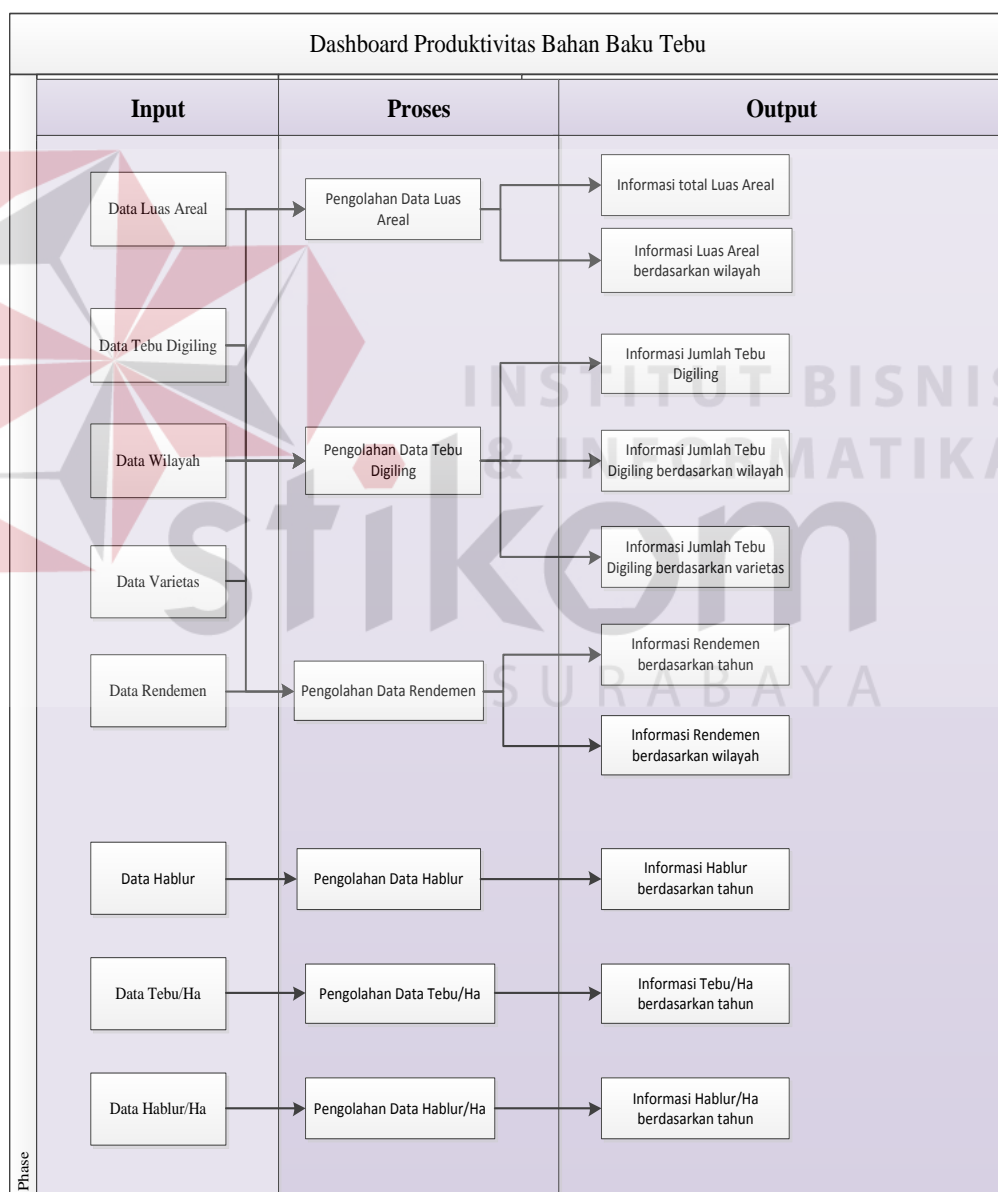 Dashboard Produktivitas Bahan Baku Tebu
Input
Proses
Output
Data Luas Areal
Pengolahan Data Luas
Areal
Informasi total Luas Areal
Informasi Luas Areal
berdasarkan wilayah
Data Tebu Digiling
Informasi Jumlah Tebu
Digiling
Data Wilayah
Pengolahan Data Tebu
Digiling
Informasi Jumlah Tebu
Digiling berdasarkan wilayah
Data Varietas
Informasi Jumlah Tebu
Digiling berdasarkan varietas
Data Rendemen
Pengolahan Data Rendemen
Informasi Rendemen
berdasarkan tahun
Informasi Rendemen
berdasarkan wilayah
Data Hablur
Pengolahan Data Hablur
Informasi Hablur
berdasarkan tahun
Data Tebu/Ha
Pengolahan Data Tebu/Ha
Informasi Tebu/Ha
berdasarkan tahun
Data Hablur/Ha
Pengolahan Data Hablur/Ha
Informasi Hablur/Ha
berdasarkan tahun
Phase
INSTITUT BISNIS
& INFORMATIKA
stikom
SURABAYA